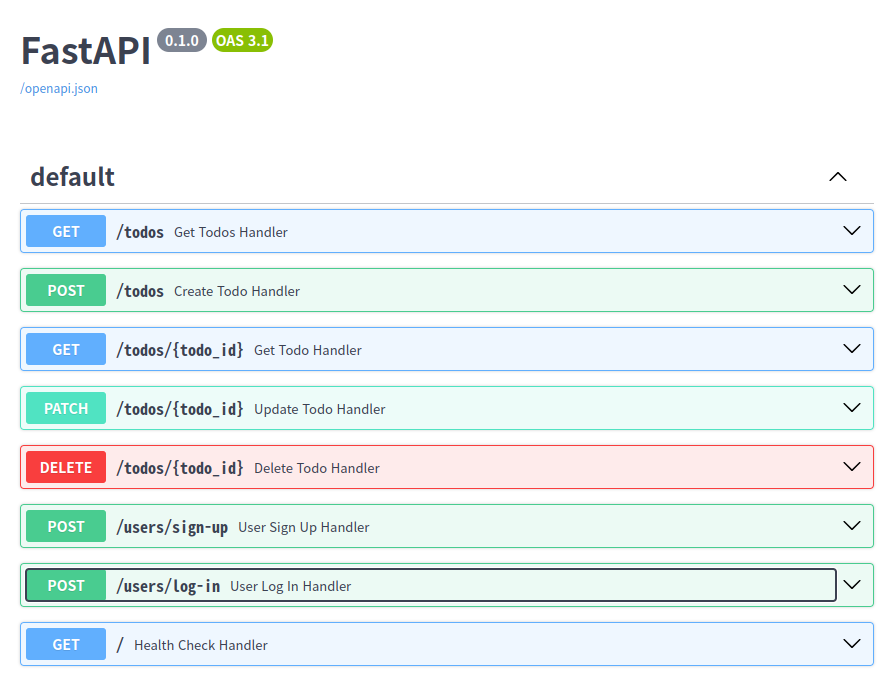 FastAPI 0.1.0 OAS 3.1
/openapi.json
default
GET /todos Get Todos Handler
POST /todos Create Todo Handler
GET /todos/{todo_id} Get Todo Handler
PATCH /todos/{todo_id} Update Todo Handler
DELETE /todos/{todo_id} Delete Todo Handler
POST /users/sign-up User Sign Up Handler
POST /users/log-in User Log In Handler
GET / Health Check Handler